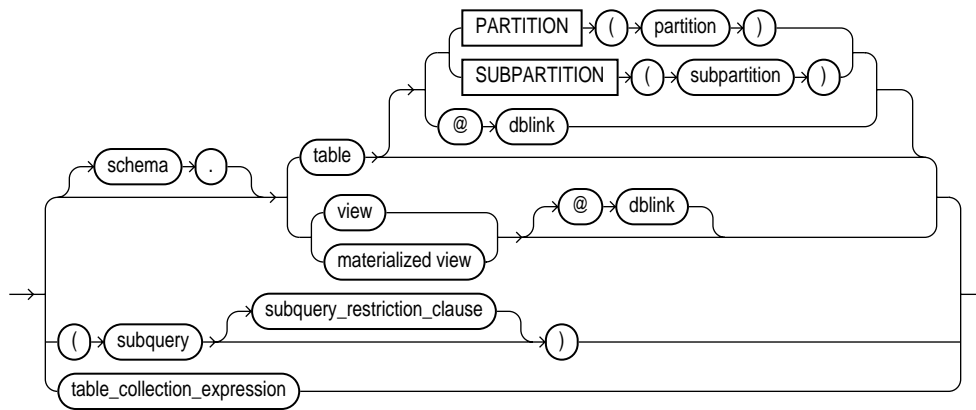 PARTITION ( partition )
SUBPARTITION ( subpartition )
@ dblink
schema .
table
view
@ dblink
materialized view
subquery_restriction_clause
( subquery )
table_collection_expression